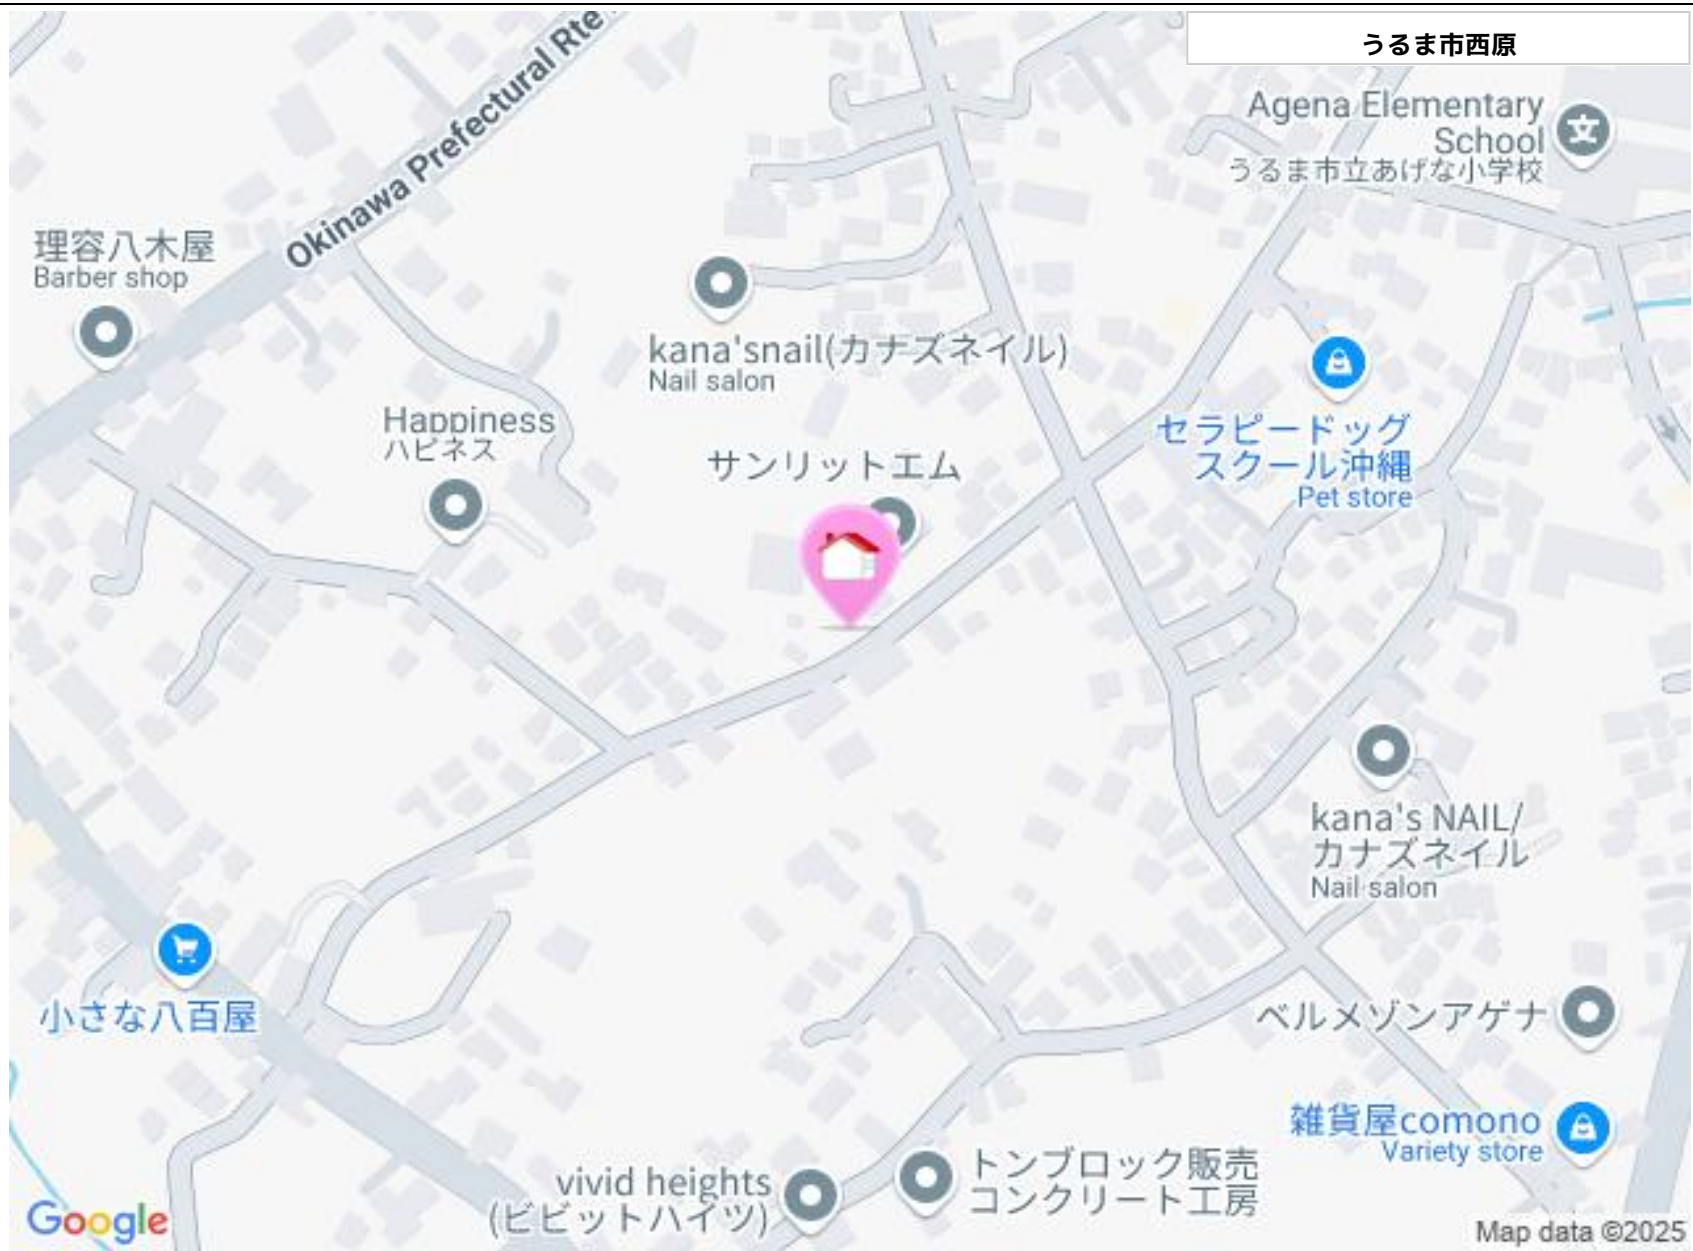 うるま市西原
Okinawa Prefectural Rte
Agena Elementary
School
うるま市立あげな小学校
理容八木屋
Barber shop
kana'snail(カナズネイル)
Nail salon
Happiness
ハピネス
サンリットエム
セラピードッグ
スクール沖縄
Pet store
kana's NAIL/
カナズネイル
Nail salon
小さな八百屋
ベルメゾンアゲナ
雑貨屋comono
Variety store
トンブロック販売
コンクリート工房
vivid heights
(ビビットハイツ)
Google
Map data ©2025